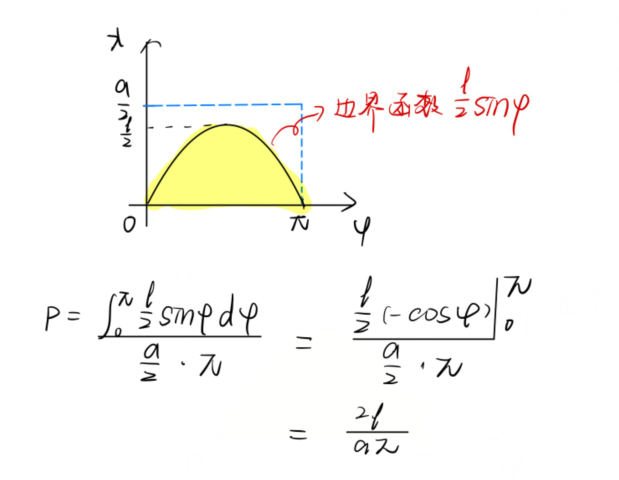 x
a/2
l/2
边界函数 l/2 sinφ
0
π
φ
P = ∫₀^π l/2 sinφ dφ / (a/2 · π) = l/2 (-cosφ)|₀^π / (a/2 · π)
= 2l/aπ